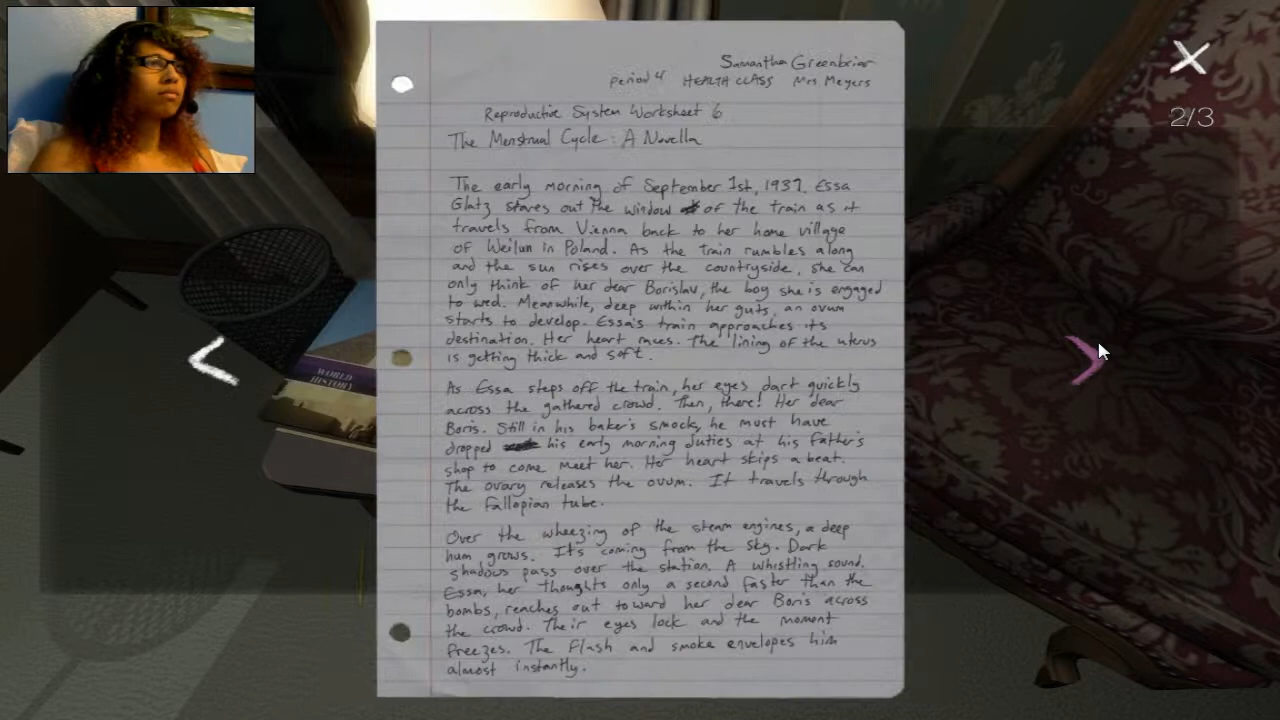 Samantha Greenbriar
period 4 HEALTH CLASS Mrs. Meyers
2/3
Reproductive System Worksheet 6
The Menstrual Cycle: A Novella
The early morning of September 1st, 1937. Essa
Glatz stares out the window of the train as it
travels from Vienna back to her home village
of Weilun in Poland. As the train rumbles along
and the sun rises over the countryside, she can
only think of her dear Borislav, the boy she is engaged
to wed. Meanwhile, deep within her guts, an ovum
starts to develop. Essa's train approaches its
destination. Her heart races. The lining of the uterus
is getting thick and soft.
As Essa steps off the train, her eyes dart quickly
across the gathered crowd. Then, there! Her dear
Boris. Still in his baker's smock, he must have
dropped his early morning duties at his father's
shop to come meet her. Her heart skips a beat.
The ovary releases the ovum. It travels through
the fallopian tube.
Over the wheezing of the steam engines, a deep
hum grows. It's coming from the sky. Dark
shadows pass over the station. A whistling sound.
Essa, her thoughts only a second faster than the
bombs, reaches out toward her dear Boris across
the crowd. Their eyes lock and the moment
freezes. The flash and smoke envelopes him
almost instantly.
WORLD
HISTORY